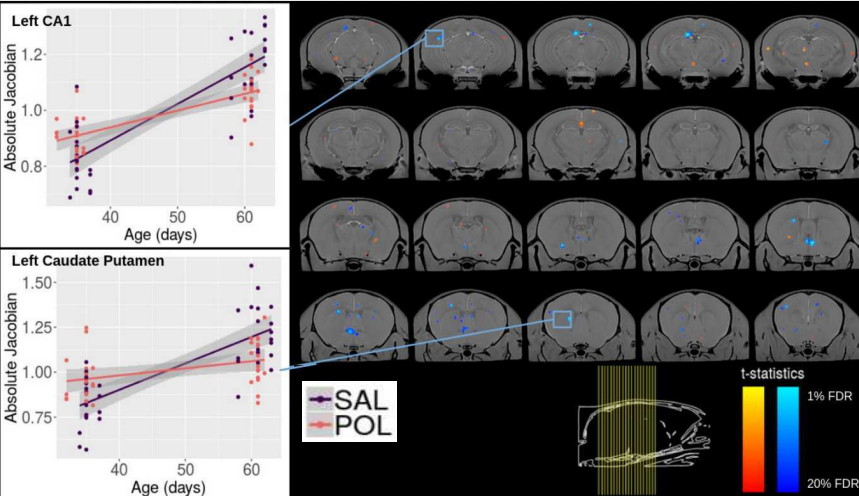 Left CA1
Absolute Jacobian
1.2
1.0
0.8
40
50
60
Age (days)
Left Caudate Putamen
Absolute Jacobian
1.50
1.25
1.00
0.75
40
50
60
Age (days)
SAL
POL
t-statistics
1% FDR
20% FDR